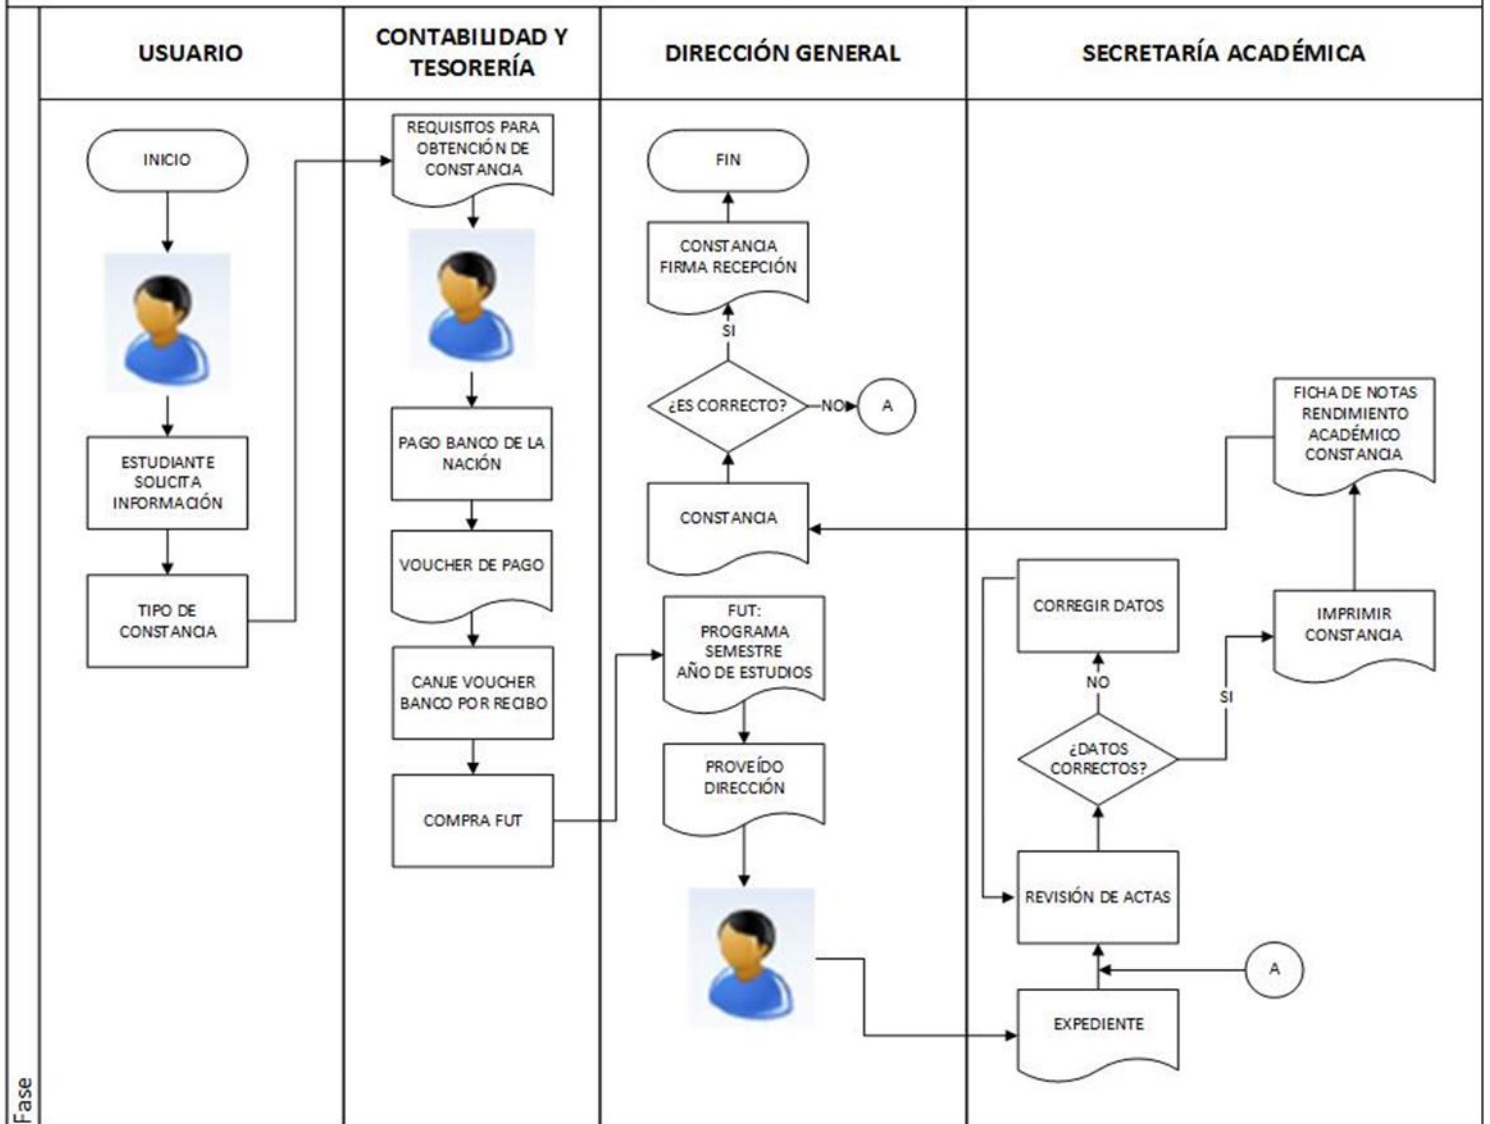 USUARIO
CONTABILIDAD Y
TESORERÍA
DIRECCIÓN GENERAL
SECRETARÍA ACADÉMICA
INICIO
ESTUDIANTE
SOLICITA
INFORMACIÓN
TIPO DE
CONSTANCIA
REQUISITOS PARA
OBTENCIÓN DE
CONSTANCIA
PAGO BANCO DE LA
NACIÓN
VOUCHER DE PAGO
CANJE VOUCHER
BANCO POR RECIBO
COMPRA FUT
FIN
CONSTANCIA
FIRMA RECEPCIÓN
SI
¿ES CORRECTO?
NO
A
CONSTANCIA
FUT:
PROGRAMA
SEMESTRE
AÑO DE ESTUDIOS
PROVEÍDO
DIRECCIÓN
FICHA DE NOTAS
RENDIMIENTO
ACADÉMICO
CONSTANCIA
CORREGIR DATOS
IMPRIMIR
CONSTANCIA
NO
SI
¿DATOS
CORRECTOS?
REVISIÓN DE ACTAS
A
EXPEDIENTE
Fase